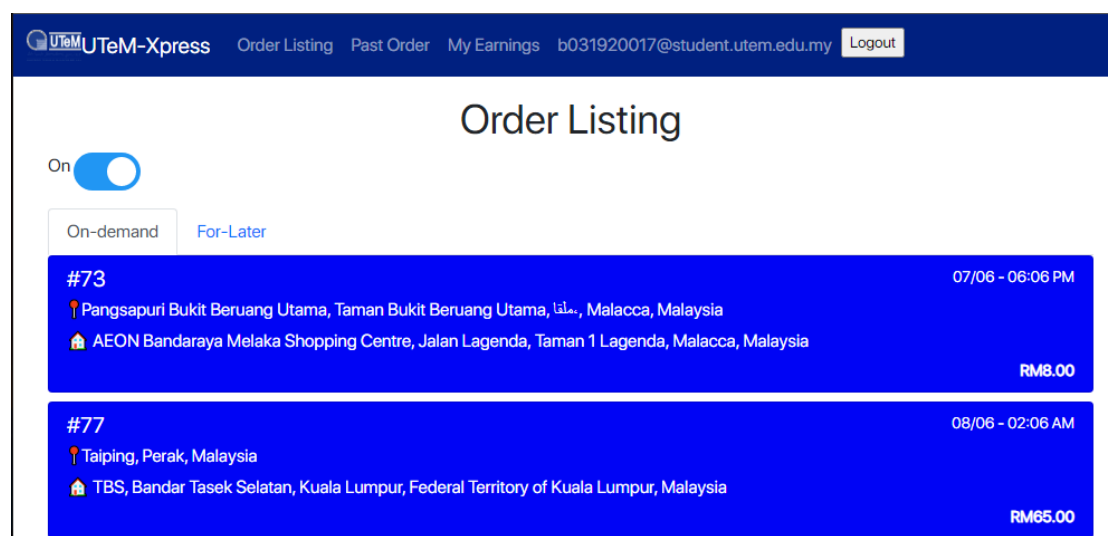 UTeM UTeM-Xpress Order Listing Past Order My Earnings b031920017@student.utem.edu.my Logout
Order Listing
On
On-demand For-Later
#73 07/06 - 06:06 PM
Pangsapuri Bukit Beruang Utama, Taman Bukit Beruang Utama, ملقا, Malacca, Malaysia
AEON Bandaraya Melaka Shopping Centre, Jalan Lagenda, Taman 1 Lagenda, Malacca, Malaysia
RM8.00
#77 08/06 - 02:06 AM
Taiping, Perak, Malaysia
TBS, Bandar Tasek Selatan, Kuala Lumpur, Federal Territory of Kuala Lumpur, Malaysia
RM65.00